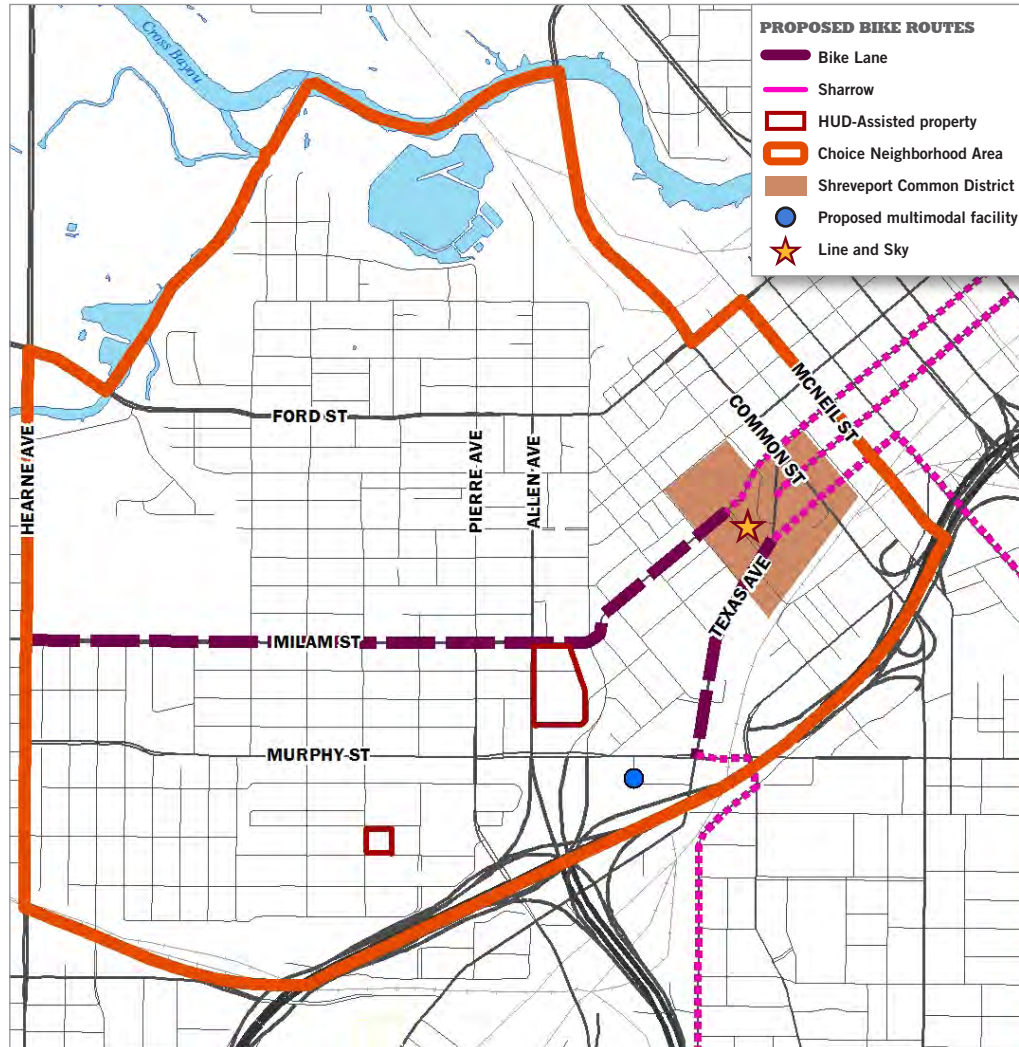 PROPOSED BIKE ROUTES
Bike Lane
Sharrow
HUD-Assisted property
Choice Neighborhood Area
Shreveport Common District
Proposed multimodal facility
Line and Sky
Cross Bayou
MCNEIL ST
COMMON ST
FORD ST
HEARNE AVE
PIERRE AVE
ALLEN AVE
TEXAS AVE
MILAM ST
MURPHY ST